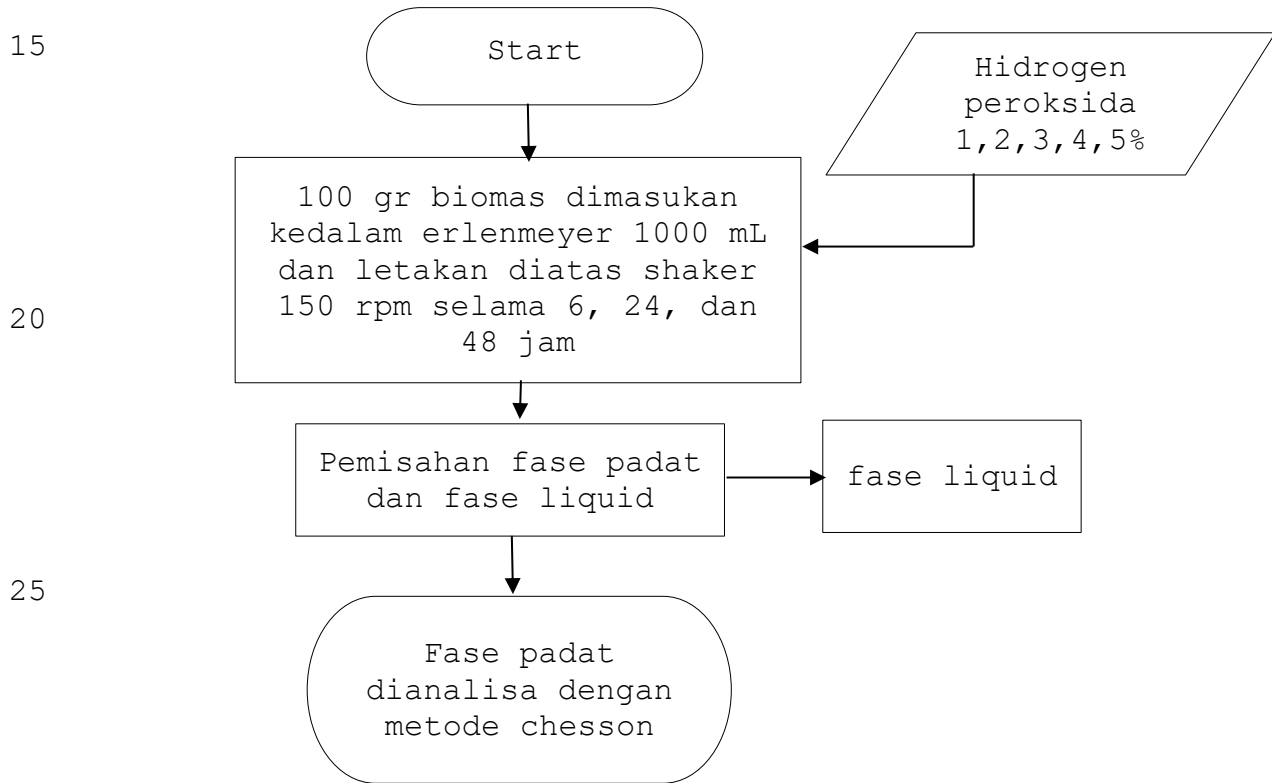 15
Start
Hidrogen
peroksida
1,2,3,4,5%
100 gr biomas dimasukan
kedalam erlenmeyer 1000 mL
dan letakan diatas shaker
150 rpm selama 6, 24, dan
48 jam
20
Pemisahan fase padat
dan fase liquid
fase liquid
25
Fase padat
dianalisa dengan
metode chesson